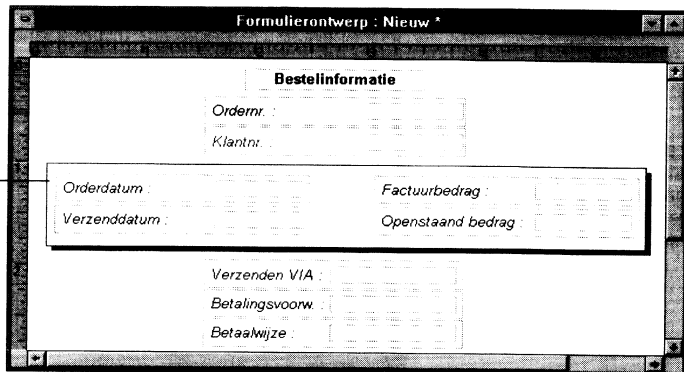 Formulierontwerp : Nieuw *
Bestelinformatie
Ordernr. :
Klantnr. :
Orderdatum : Factuurbedrag :
Verzenddatum : Openstaand bedrag :
Verzenden VIA :
Betalingsvoorw. :
Betaalwijze :